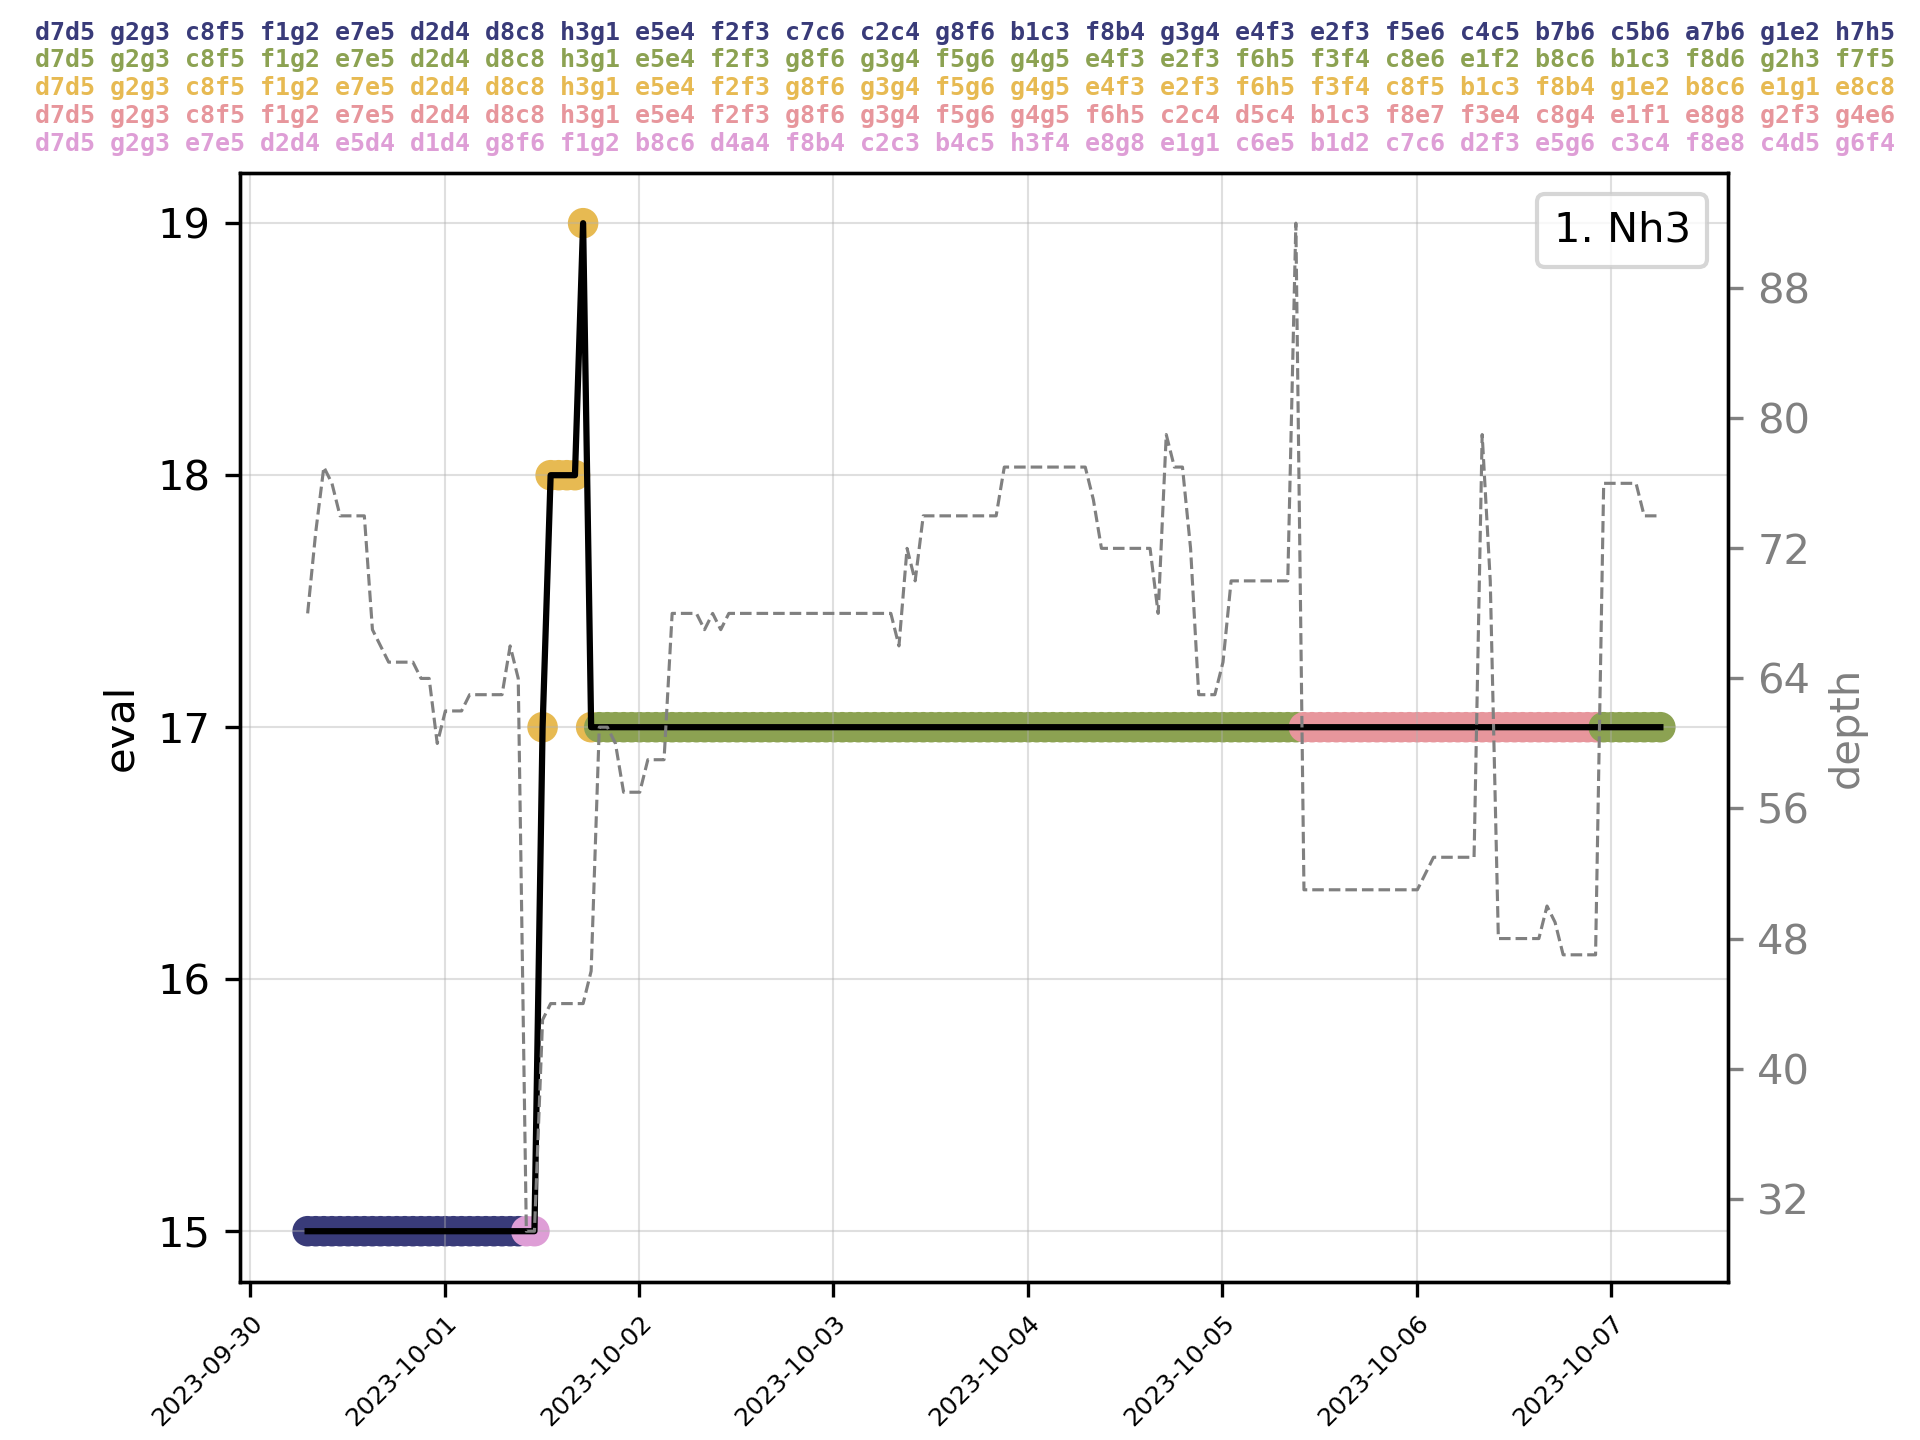 d7d5 g2g3 c8f5 f1g2 e7e5 d2d4 d8c8 h3g1 e5e4 f2f3 c7c6 c2c4 g8f6 b1c3 f8b4 g3g4 e4f3 e2f3 f5e6 c4c5 b7b6 c5b6 a7b6 g1e2 h7h5
d7d5 g2g3 c8f5 f1g2 e7e5 d2d4 d8c8 h3g1 e5e4 f2f3 g8f6 g3g4 f5g6 g4g5 e4f3 e2f3 f6h5 f3f4 c8e6 e1f2 b8c6 b1c3 f8d6 g2h3 f7f5
d7d5 g2g3 c8f5 f1g2 e7e5 d2d4 d8c8 h3g1 e5e4 f2f3 g8f6 g3g4 f5g6 g4g5 e4f3 e2f3 f6h5 f3f4 c8f5 b1c3 f8b4 g1e2 b8c6 e1g1 e8c8
d7d5 g2g3 c8f5 f1g2 e7e5 d2d4 d8c8 h3g1 e5e4 f2f3 g8f6 g3g4 f5g6 g4g5 f6h5 c2c4 d5c4 b1c3 f8e7 f3e4 c8g4 e1f1 e8g8 g2f3 g4e6
d7d5 g2g3 e7e5 d2d4 e5d4 d1d4 g8f6 f1g2 b8c6 d4a4 f8b4 c2c3 b4c5 h3f4 e8g8 e1g1 c6e5 b1d2 c7c6 d2f3 e5g6 c3c4 f8e8 c4d5 g6f4
1. Nh3
19
18
17
16
15
eval
88
80
72
64
56
48
40
32
depth
2023-09-30
2023-10-01
2023-10-02
2023-10-03
2023-10-04
2023-10-05
2023-10-06
2023-10-07